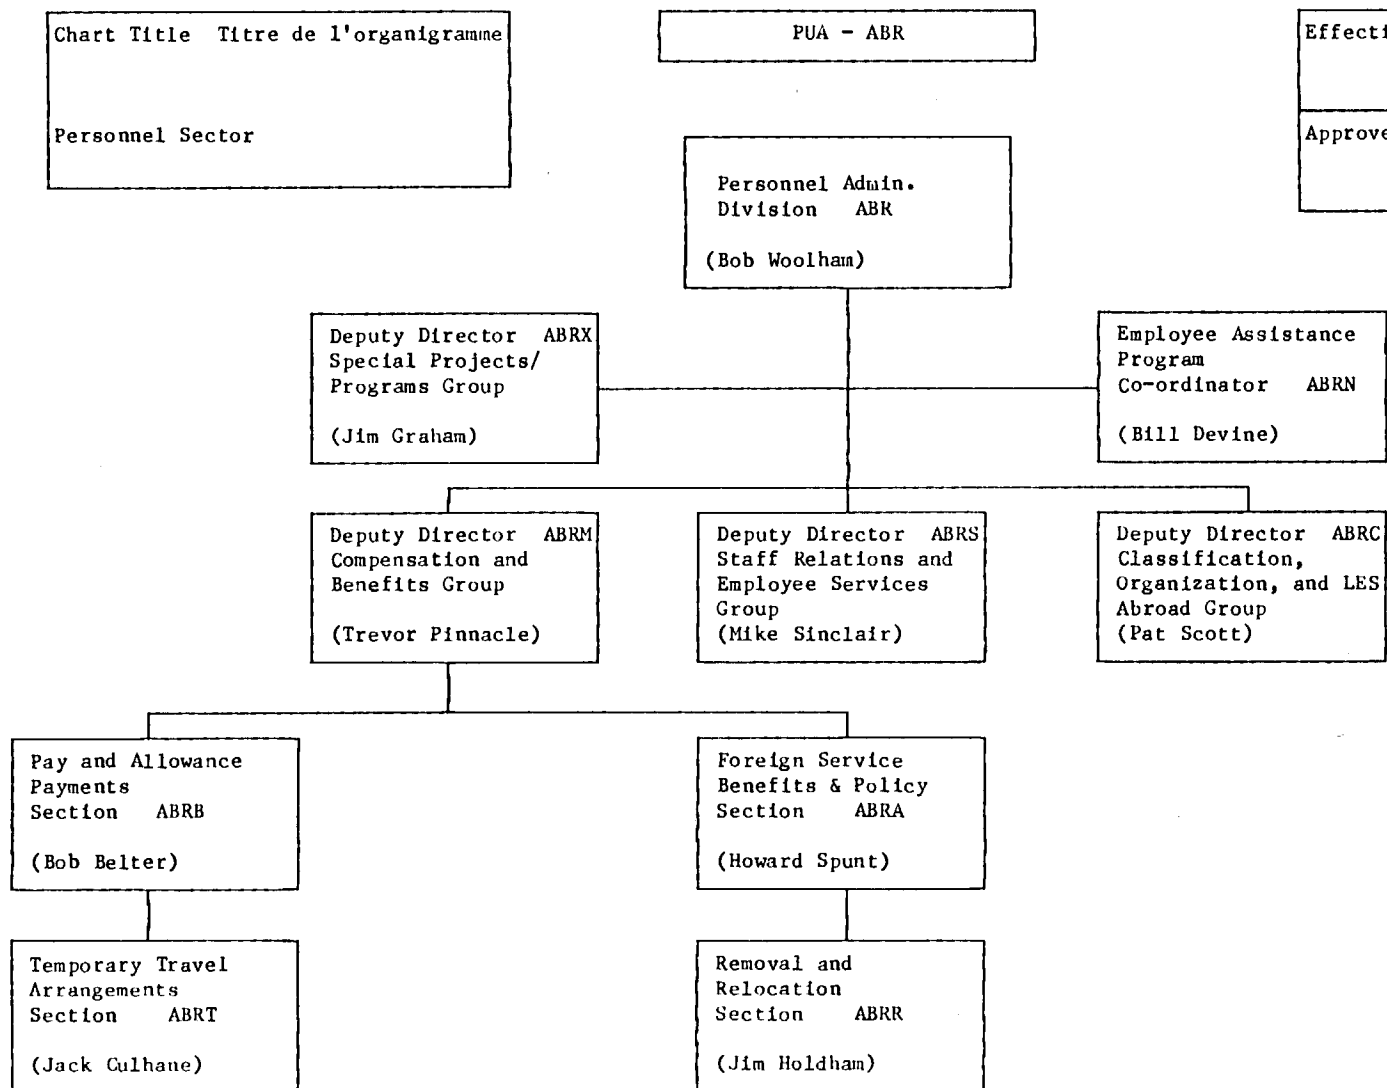 Chart Title Titre de l'organigramme
Personnel Sector
PUA - ABR
Personnel Admin.
Division ABR
(Bob Woolham)
Deputy Director ABRX
Special Projects/
Programs Group
(Jim Graham)
Employee Assistance
Program
Co-ordinator ABRN
(Bill Devine)
Deputy Director ABRM
Compensation and
Benefits Group
(Trevor Pinnacle)
Deputy Director ABRS
Staff Relations and
Employee Services
Group
(Mike Sinclair)
Deputy Director ABRC
Classification,
Organization, and LES
Abroad Group
(Pat Scott)
Pay and Allowance
Payments
Section ABRB
(Bob Belter)
Foreign Service
Benefits & Policy
Section ABRA
(Howard Spunt)
Temporary Travel
Arrangements
Section ABRT
(Jack Culhane)
Removal and
Relocation
Section ABRR
(Jim Holdham)